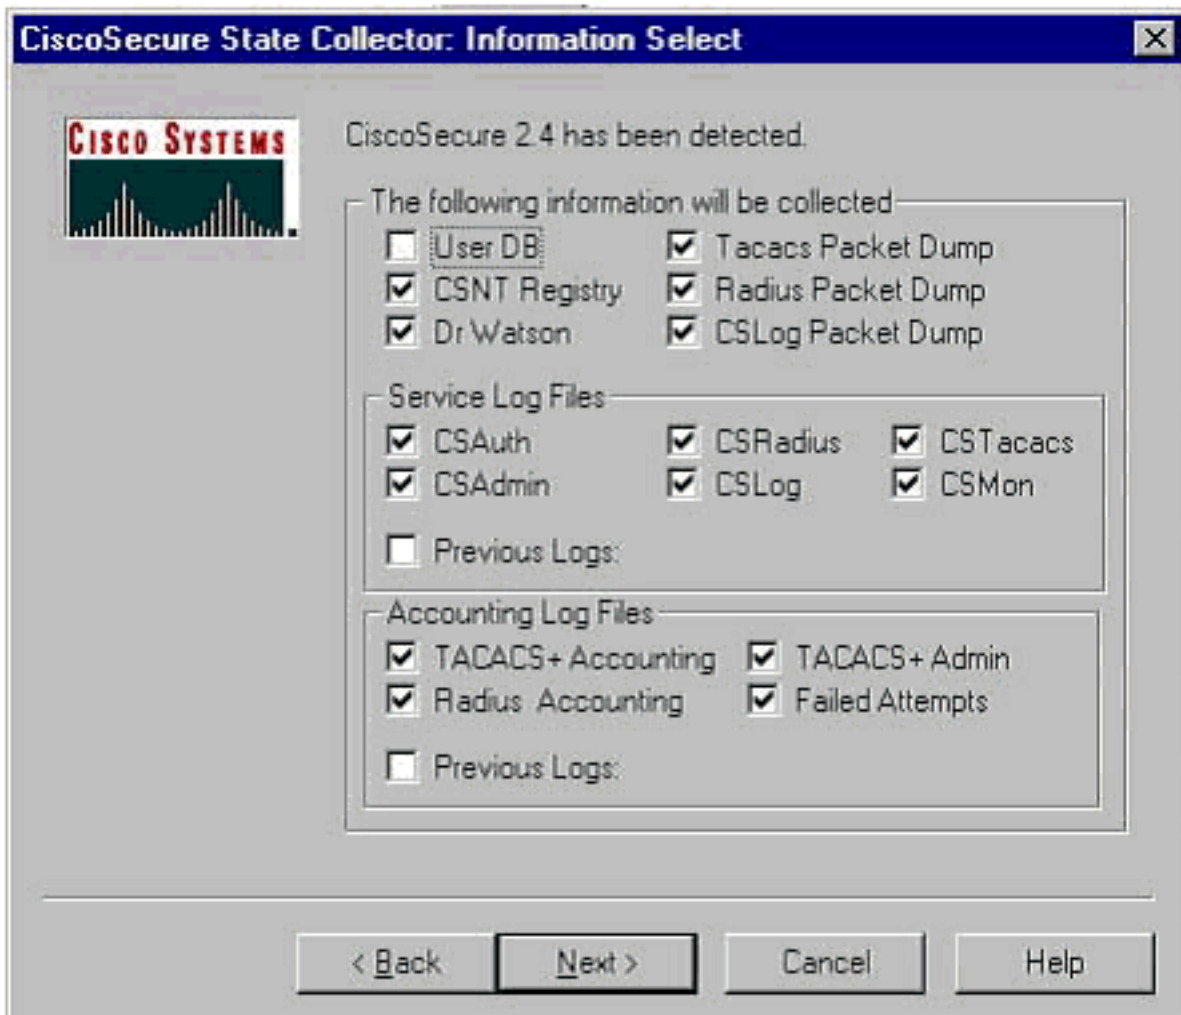 CiscoSecure State Collector: Information Select
CISCO SYSTEMS
CiscoSecure 2.4 has been detected.
The following information will be collected
User DB Tacacs Packet Dump
CSNT Registry Radius Packet Dump
Dr Watson CSLog Packet Dump
Service Log Files
CSAuth CSRadius CSTacacs
CSAdmin CSLog CSMon
Previous Logs:
Accounting Log Files
TACACS+ Accounting TACACS+ Admin
Radius Accounting Failed Attempts
Previous Logs:
< Back Next > Cancel Help